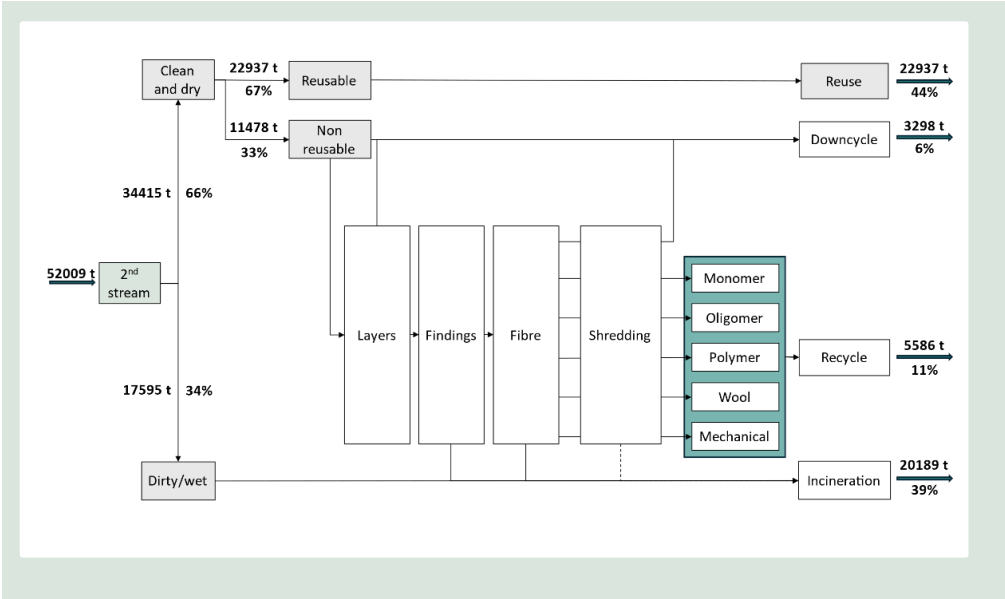 Clean
and dry
22937 t
67%
Reusable
Reuse
22937 t
44%
11478 t
33%
Non
reusable
Downcycle
3298 t
6%
34415 t 66%
52009 t
2nd
stream
Layers
Findings
Fibre
Shredding
Monomer
Oligomer
Polymer
Wool
Mechanical
Recycle
5586 t
11%
17595 t 34%
Dirty/wet
Incineration
20189 t
39%